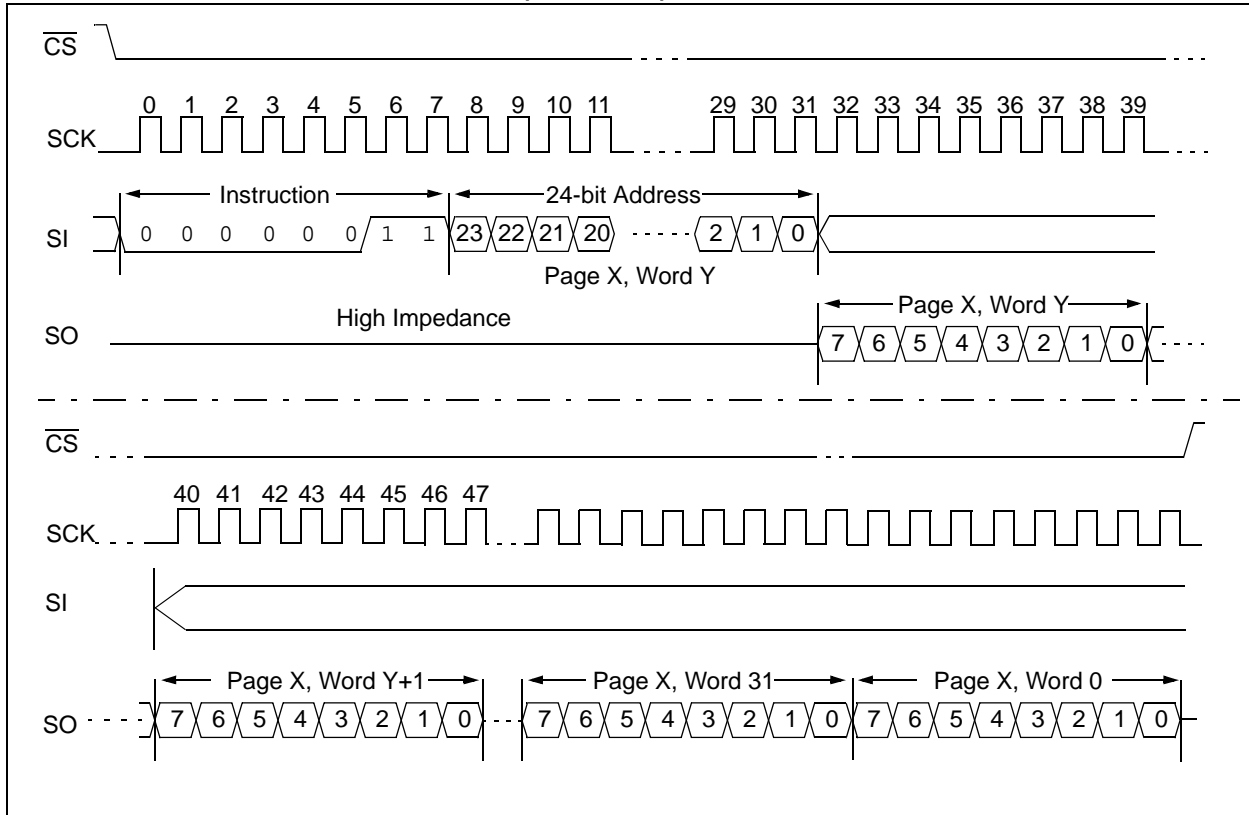 CS
0 1 2 3 4 5 6 7 8 9 10 11 29 30 31 32 33 34 35 36 37 38 39
SCK
Instruction 24-bit Address
SI 0 0 0 0 0 0 1 1 23 22 21 20 2 1 0
Page X, Word Y
Page X, Word Y
High Impedance
SO 7 6 5 4 3 2 1 0
CS
40 41 42 43 44 45 46 47
SCK
SI
Page X, Word Y+1 Page X, Word 31 Page X, Word 0
SO 7 6 5 4 3 2 1 0 7 6 5 4 3 2 1 0 7 6 5 4 3 2 1 0